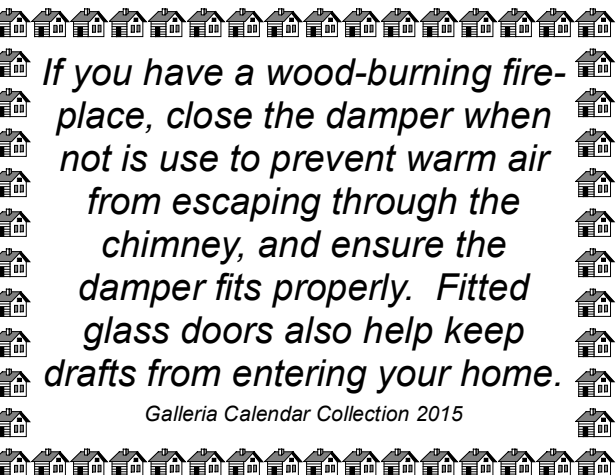 If you have a wood-burning fire-
place, close the damper when
not is use to prevent warm air
from escaping through the
chimney, and ensure the
damper fits properly.  Fitted
glass doors also help keep
drafts from entering your home.
Galleria Calendar Collection 2015